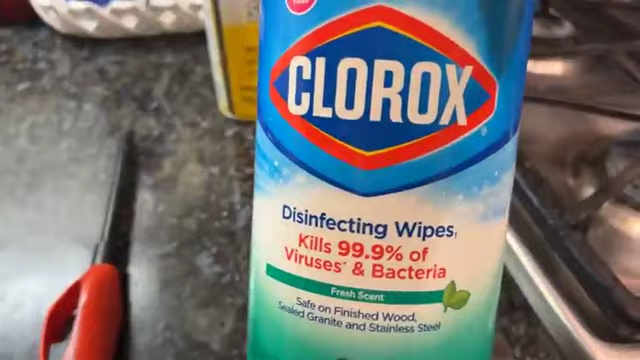 CLOROX
Disinfecting Wipes
Kills 99.9% of
Viruses* & Bacteria
Fresh Scent
Safe on Finished Wood,
Sealed Granite and Stainless Steel